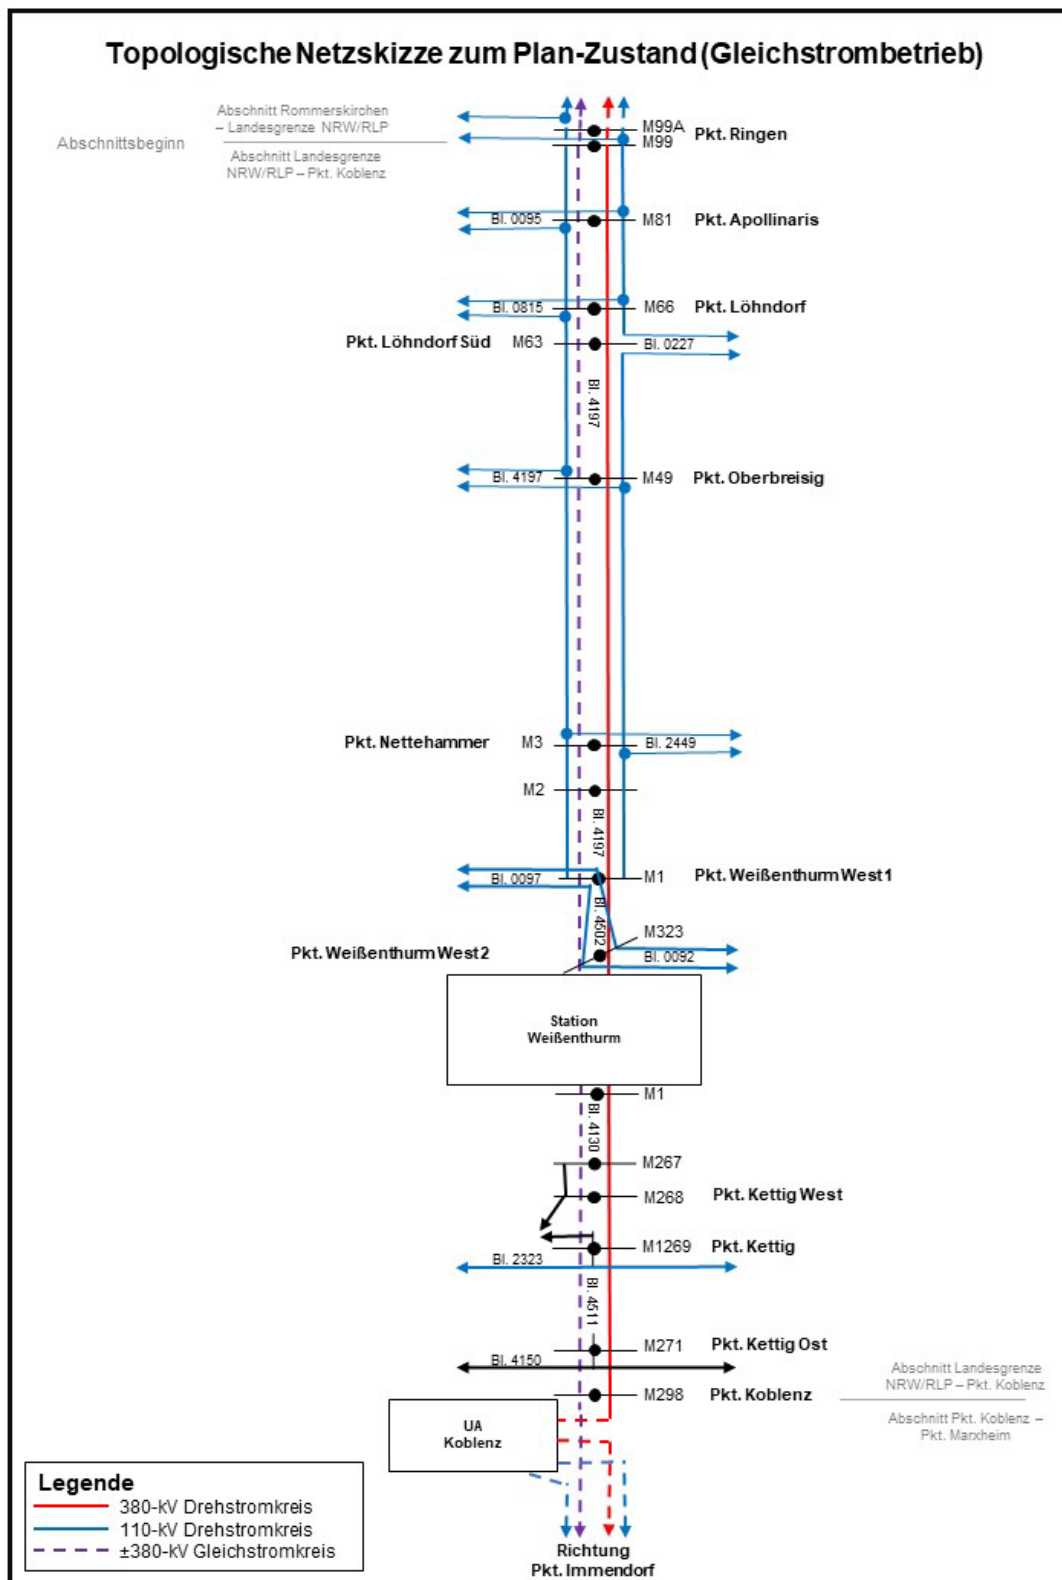 Topologische Netzskizze zum Plan-Zustand (Gleichstrombetrieb)
Abschnitt Rommerskirchen
– Landesgrenze NRW/RLP
Abschnittsbeginn
Abschnitt Landesgrenze
NRW/RLP – Pkt. Koblenz
M99A
M99
Pkt. Ringen
Bl. 0095
M81
Pkt. Apollinaris
Bl. 0815
M66
Pkt. Löhndorf
Pkt. Löhndorf Süd
M63
Bl. 0227
Bl. 4197
Bl. 4197
M49
Pkt. Oberbreisig
Pkt. Nettehammer
M3
Bl. 2449
M2
Bl. 4197
Bl. 0097
M1
Pkt. Weißenthurm West 1
Bl. 4502
M323
Pkt. Weißenthurm West 2
Bl. 0092
Station
Weißenthurm
M1
Bl. 4130
M267
M268
Pkt. Kettig West
M1269
Pkt. Kettig
Bl. 2323
Bl. 4511
M271
Pkt. Kettig Ost
Bl. 4150
Abschnitt Landesgrenze
NRW/RLP – Pkt. Koblenz
M298
Pkt. Koblenz
Abschnitt Pkt. Koblenz –
Pkt. Marxheim
UA
Koblenz
Legende
380-kV Drehstromkreis
110-kV Drehstromkreis
±380-kV Gleichstromkreis
Richtung
Pkt. Immendorf